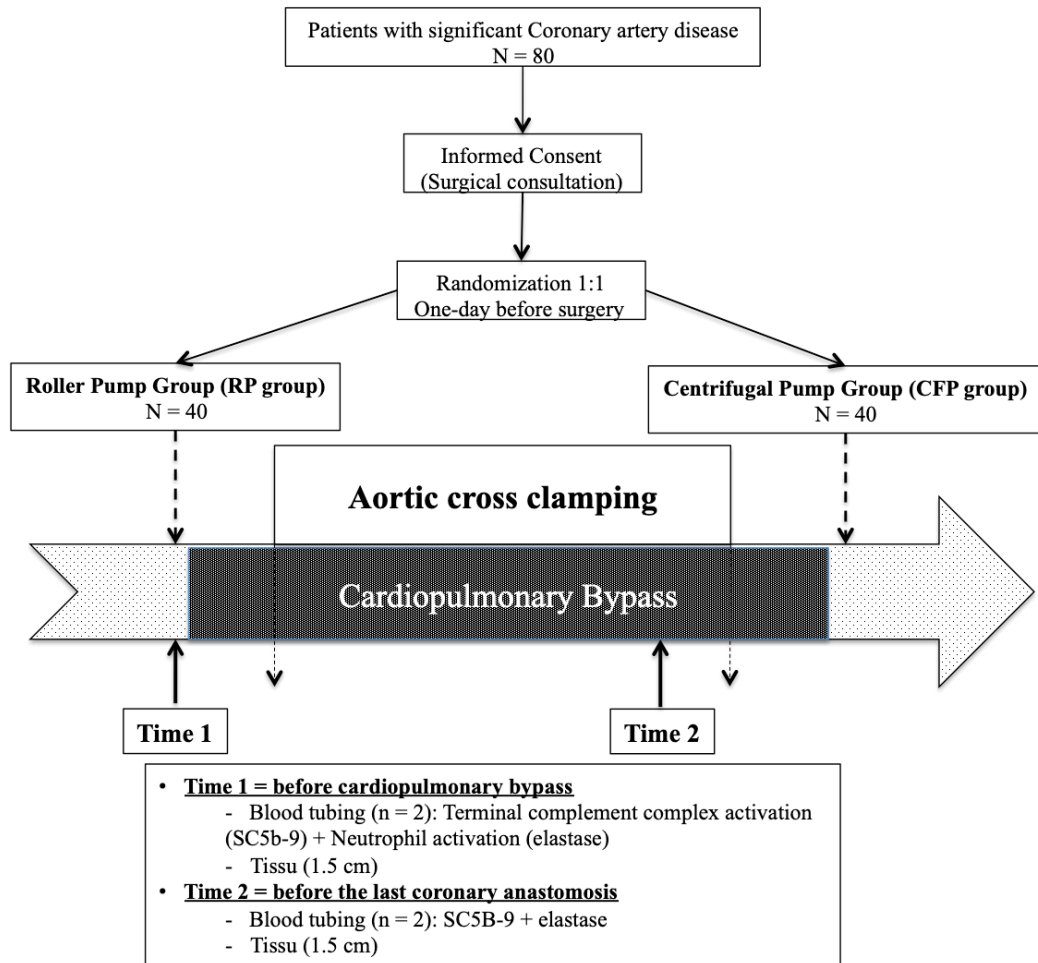 Patients with significant Coronary artery disease
N = 80
Informed Consent
(Surgical consultation)
Randomization 1:1
One-day before surgery
Roller Pump Group (RP group)
N = 40
Centrifugal Pump Group (CFP group)
N = 40
Aortic cross clamping
Cardiopulmonary Bypass
Time 1
Time 2
• Time 1 = before cardiopulmonary bypass
- Blood tubing (n = 2): Terminal complement complex activation
(SC5b-9) + Neutrophil activation (elastase)
- Tissu (1.5 cm)
• Time 2 = before the last coronary anastomosis
- Blood tubing (n = 2): SC5B-9 + elastase
- Tissu (1.5 cm)